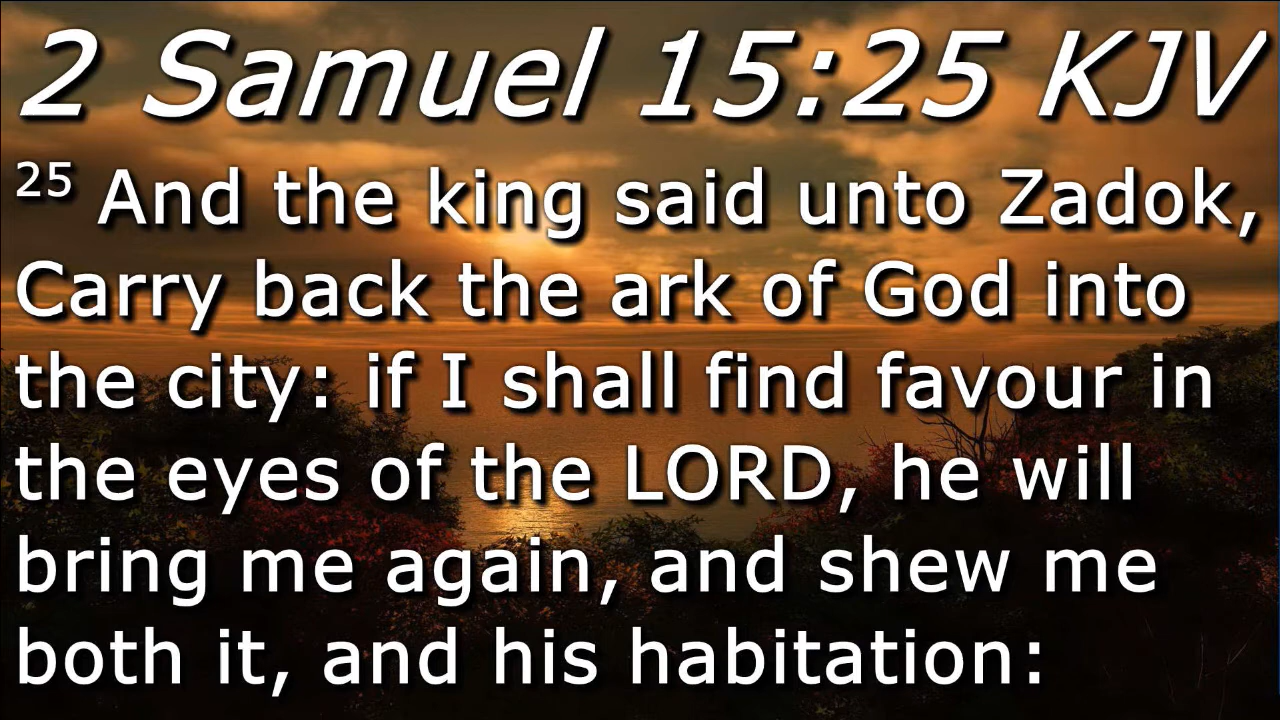 2 Samuel 15:25 KJV
25 And the king said unto Zadok,
Carry back the ark of God into
the city: if I shall find favour in
the eyes of the LORD, he will
bring me again, and shew me
both it, and his habitation: